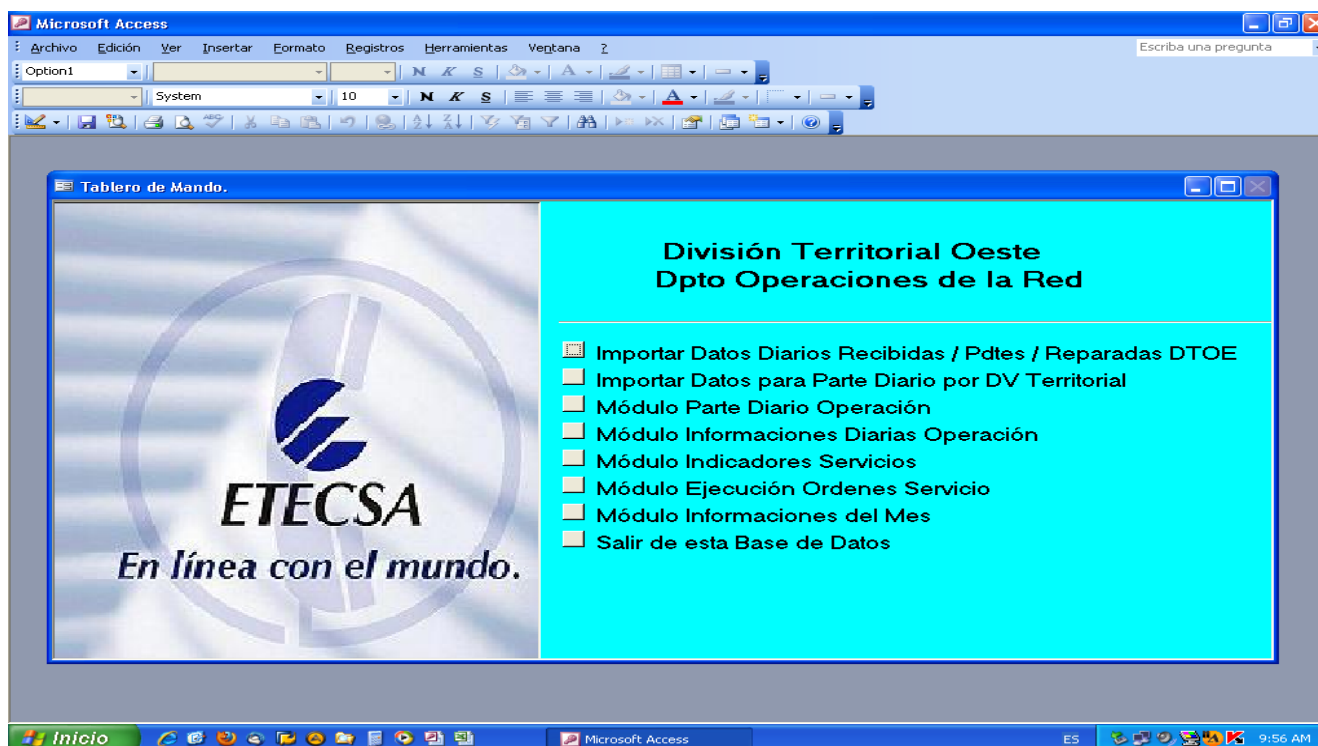 Microsoft Access
Archivo Edición Ver Insertar Formato Registros Herramientas Ventana ? Escriba una pregunta
Option1 N K S A
System 10 N K S A
Tablero de Mando.
División Territorial Oeste
Dpto Operaciones de la Red
Importar Datos Diarios Recibidas / Pdtes / Reparadas DTOE
Importar Datos para Parte Diario por DV Territorial
Módulo Parte Diario Operación
Módulo Informaciones Diarias Operación
Módulo Indicadores Servicios
Módulo Ejecución Ordenes Servicio
Módulo Informaciones del Mes
Salir de esta Base de Datos
ETECSA
En línea con el mundo.
Inicio Microsoft Access ES 9:56 AM